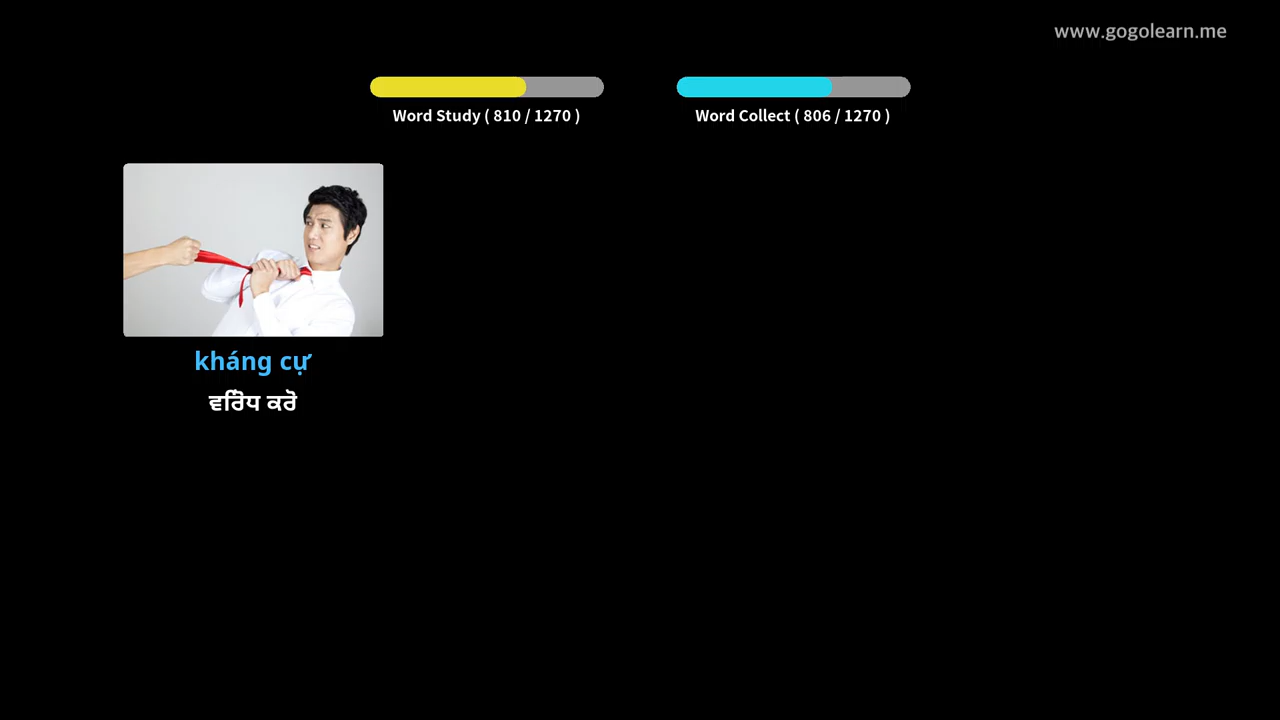 www.gogolearn.me
Word Study ( 810 / 1270 )
Word Collect ( 806 / 1270 )
kháng cự
ਵਿਰੋਧ ਕਰੋ